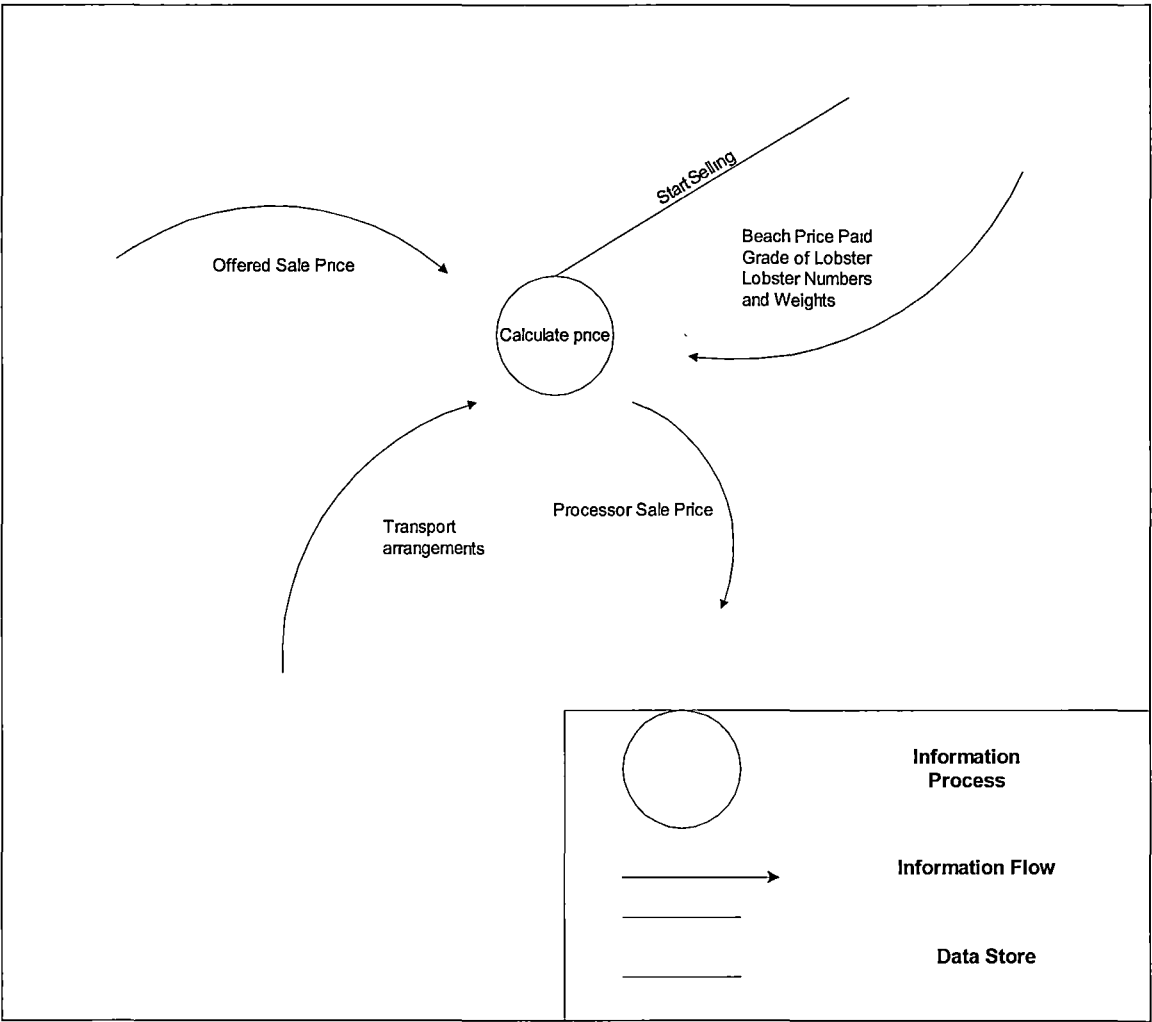 Start Selling
Offered Sale Price
Beach Price Paid
Grade of Lobster
Lobster Numbers
and Weights
Calculate price
Transport
arrangements
Processor Sale Price
Information
Process
Information Flow
Data Store